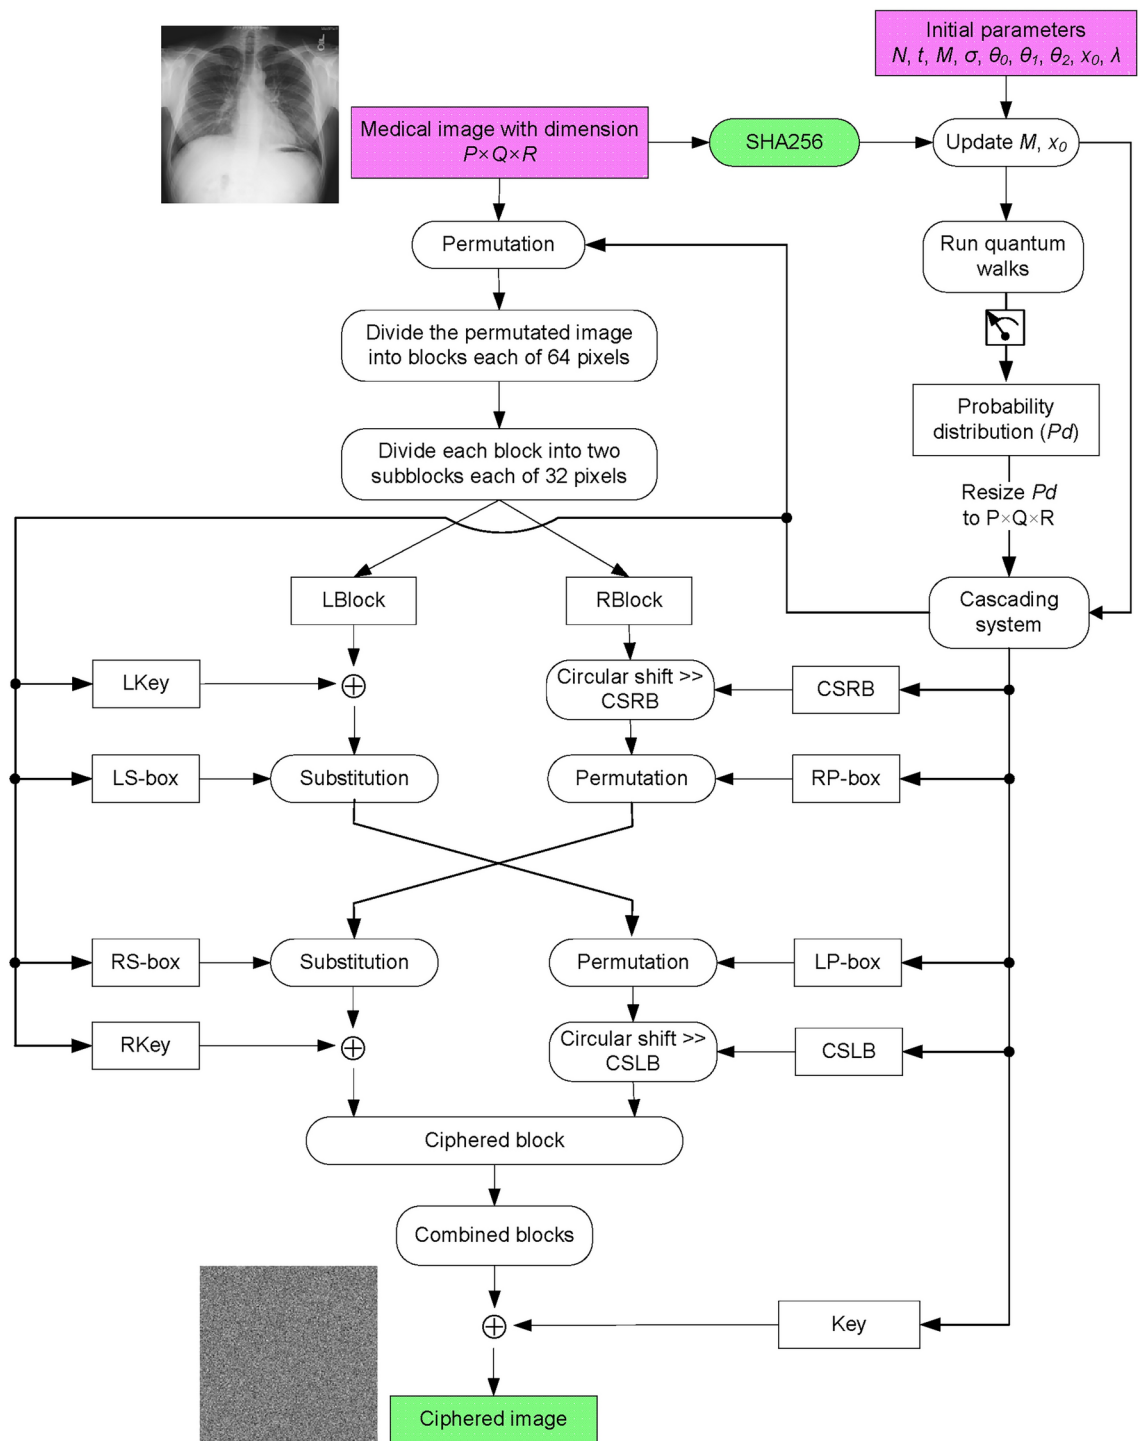 Initial parameters
N, t, M, σ, θ0, θ1, θ2, x0, λ
Medical image with dimension
P×Q×R
SHA256
Update M, x0
Permutation
Run quantum
walks
Divide the permutated image
into blocks each of 64 pixels
Probability
distribution (Pd)
Divide each block into two
subblocks each of 32 pixels
Resize Pd
to P×Q×R
LBlock
RBlock
Cascading
system
LKey
Circular shift >>
CSRB
CSRB
LS-box
Substitution
Permutation
RP-box
RS-box
Substitution
Permutation
LP-box
RKey
Circular shift >>
CSLB
CSLB
Ciphered block
Combined blocks
Key
Ciphered image